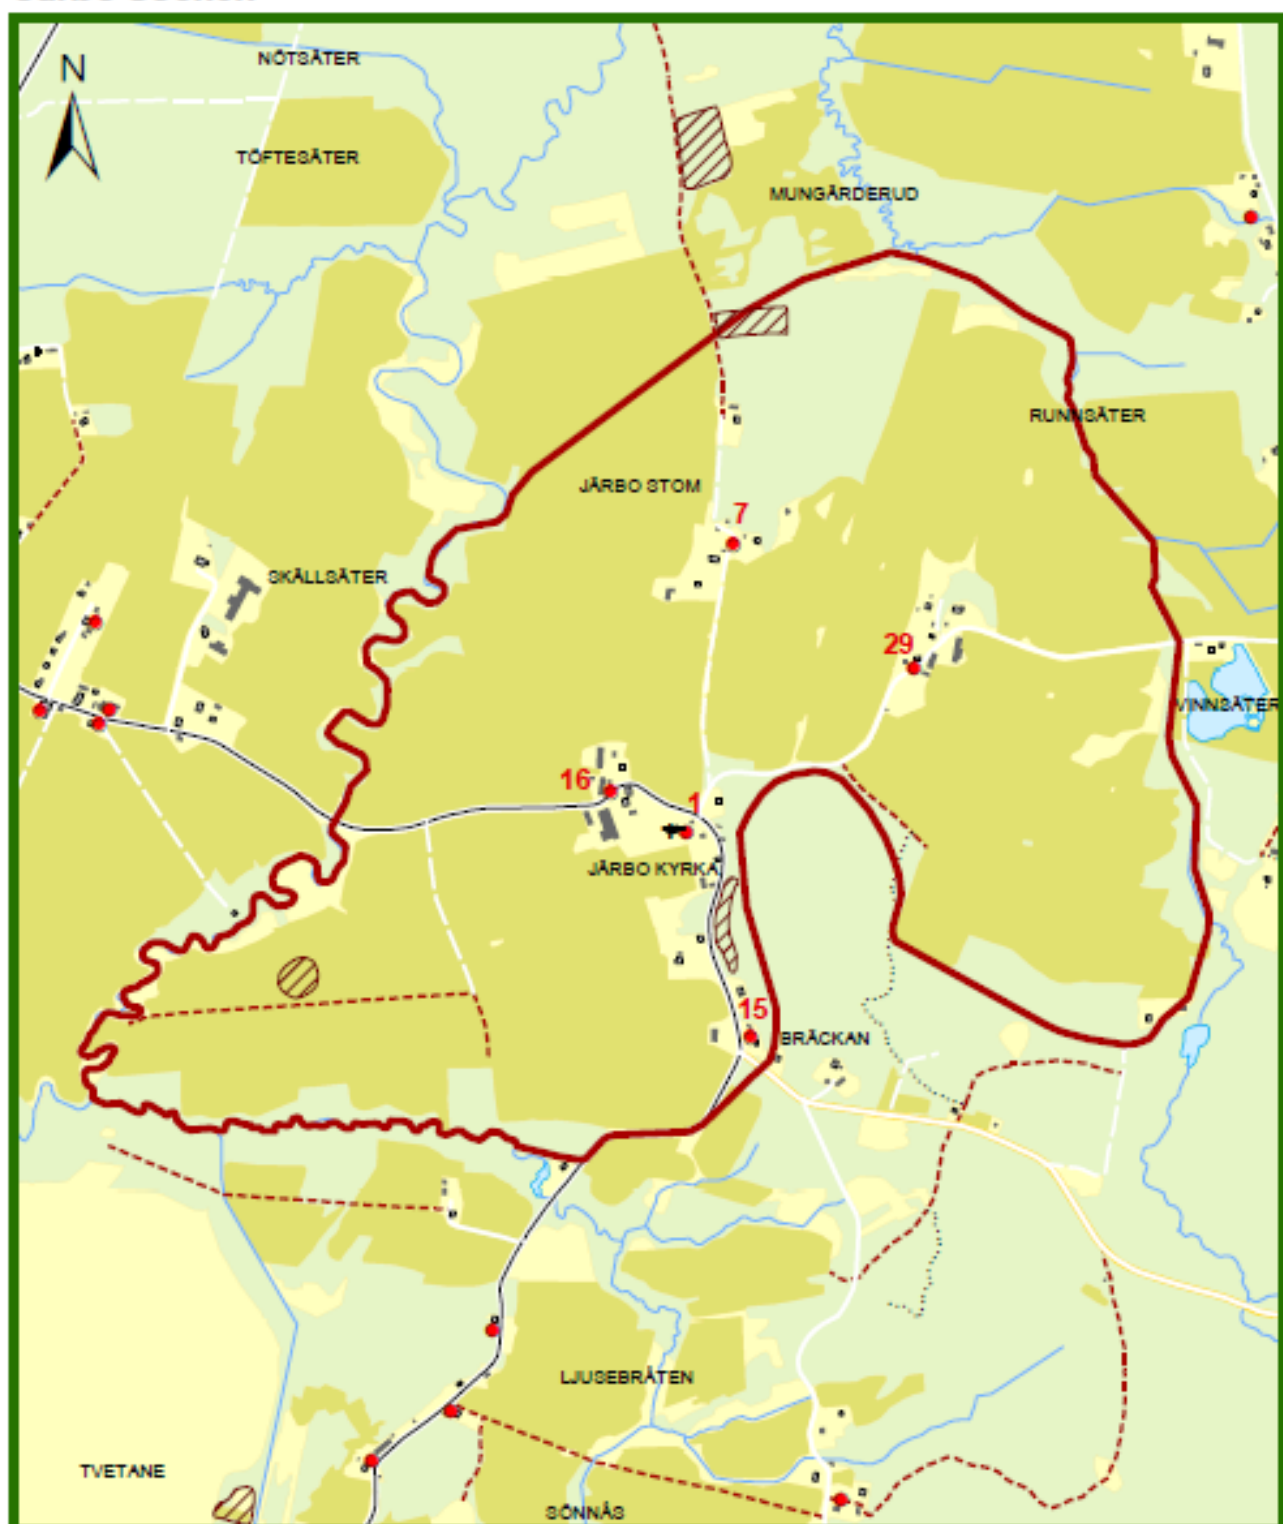 NÖTSÄTER
N
TÖFTESÄTER
MUNGÄRDERUD
RUNNSÄTER
JÄRBO STOM
7
SKÄLLSÄTER
29
VINNSÄTER
16
1
JÄRBO KYRKA
15
BRÄCKAN
LJUSEBRÅTEN
TVETANE
SÖNNÅS